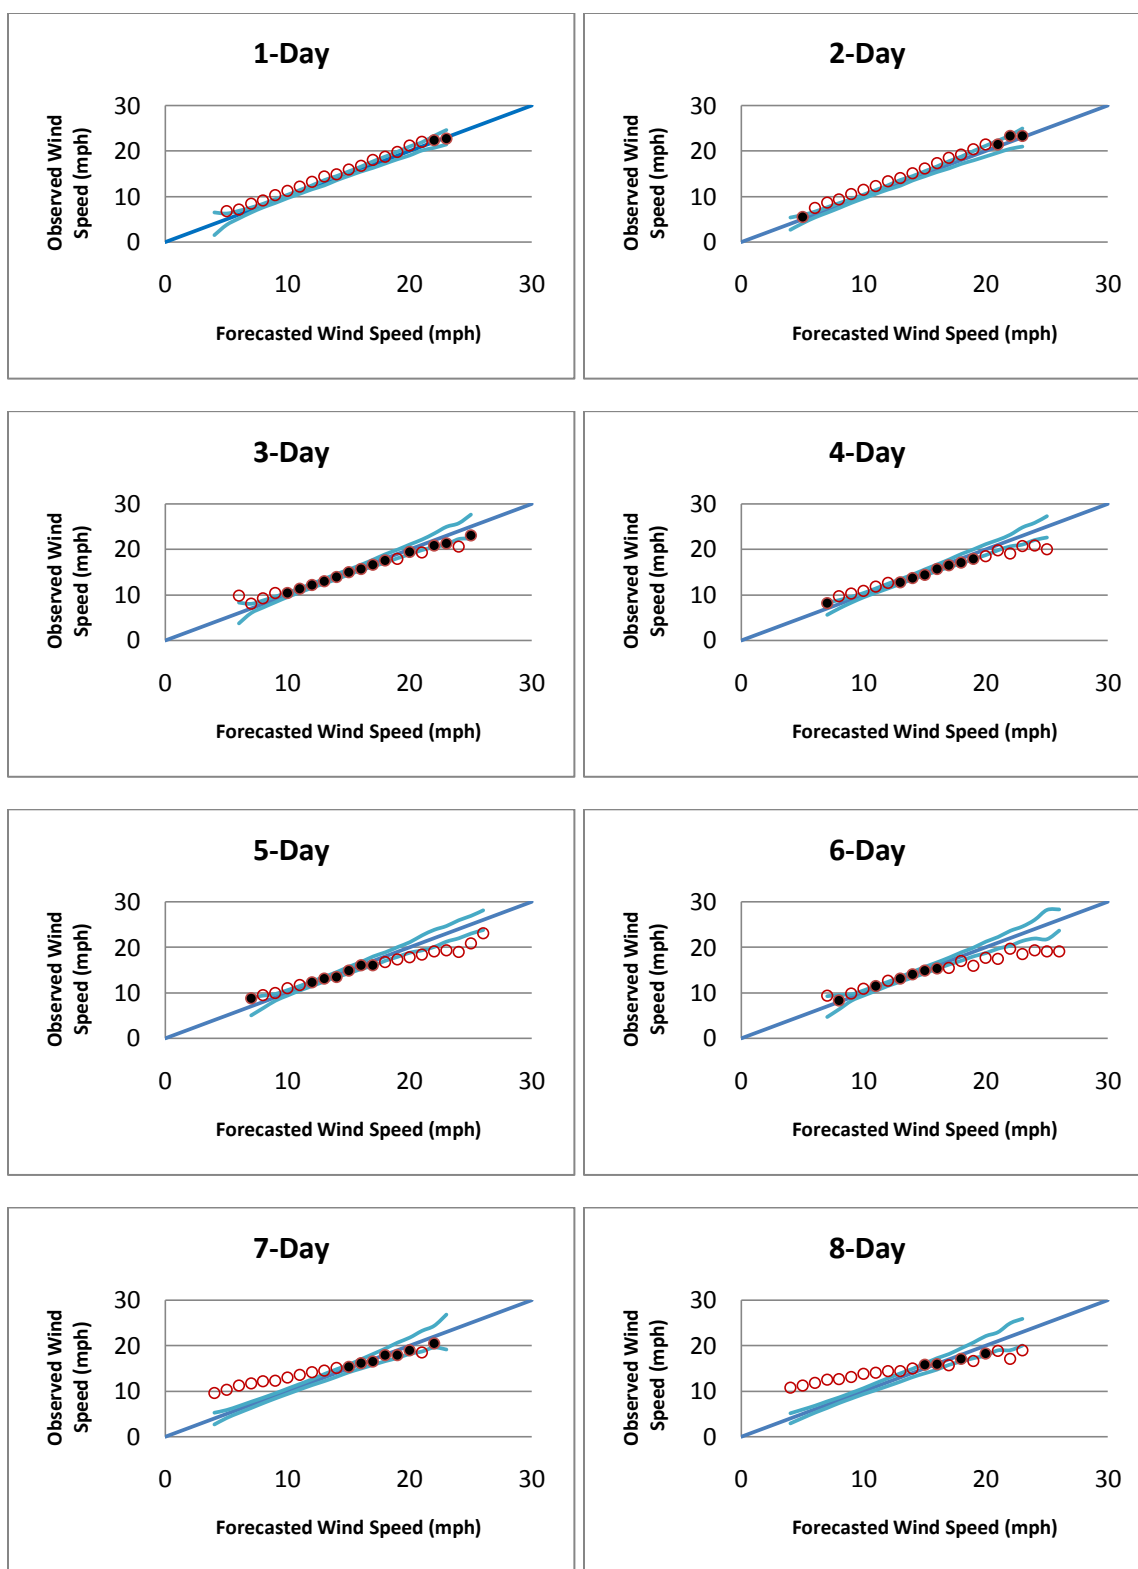 1-Day
Observed Wind
Speed (mph)
30
20
10
0
0 10 20 30
Forecasted Wind Speed (mph)
2-Day
Observed Wind
Speed (mph)
30
20
10
0
0 10 20 30
Forecasted Wind Speed (mph)
3-Day
Observed Wind
Speed (mph)
30
20
10
0
0 10 20 30
Forecasted Wind Speed (mph)
4-Day
Observed Wind
Speed (mph)
30
20
10
0
0 10 20 30
Forecasted Wind Speed (mph)
5-Day
Observed Wind
Speed (mph)
30
20
10
0
0 10 20 30
Forecasted Wind Speed (mph)
6-Day
Observed Wind
Speed (mph)
30
20
10
0
0 10 20 30
Forecasted Wind Speed (mph)
7-Day
Observed Wind
Speed (mph)
30
20
10
0
0 10 20 30
Forecasted Wind Speed (mph)
8-Day
Observed Wind
Speed (mph)
30
20
10
0
0 10 20 30
Forecasted Wind Speed (mph)